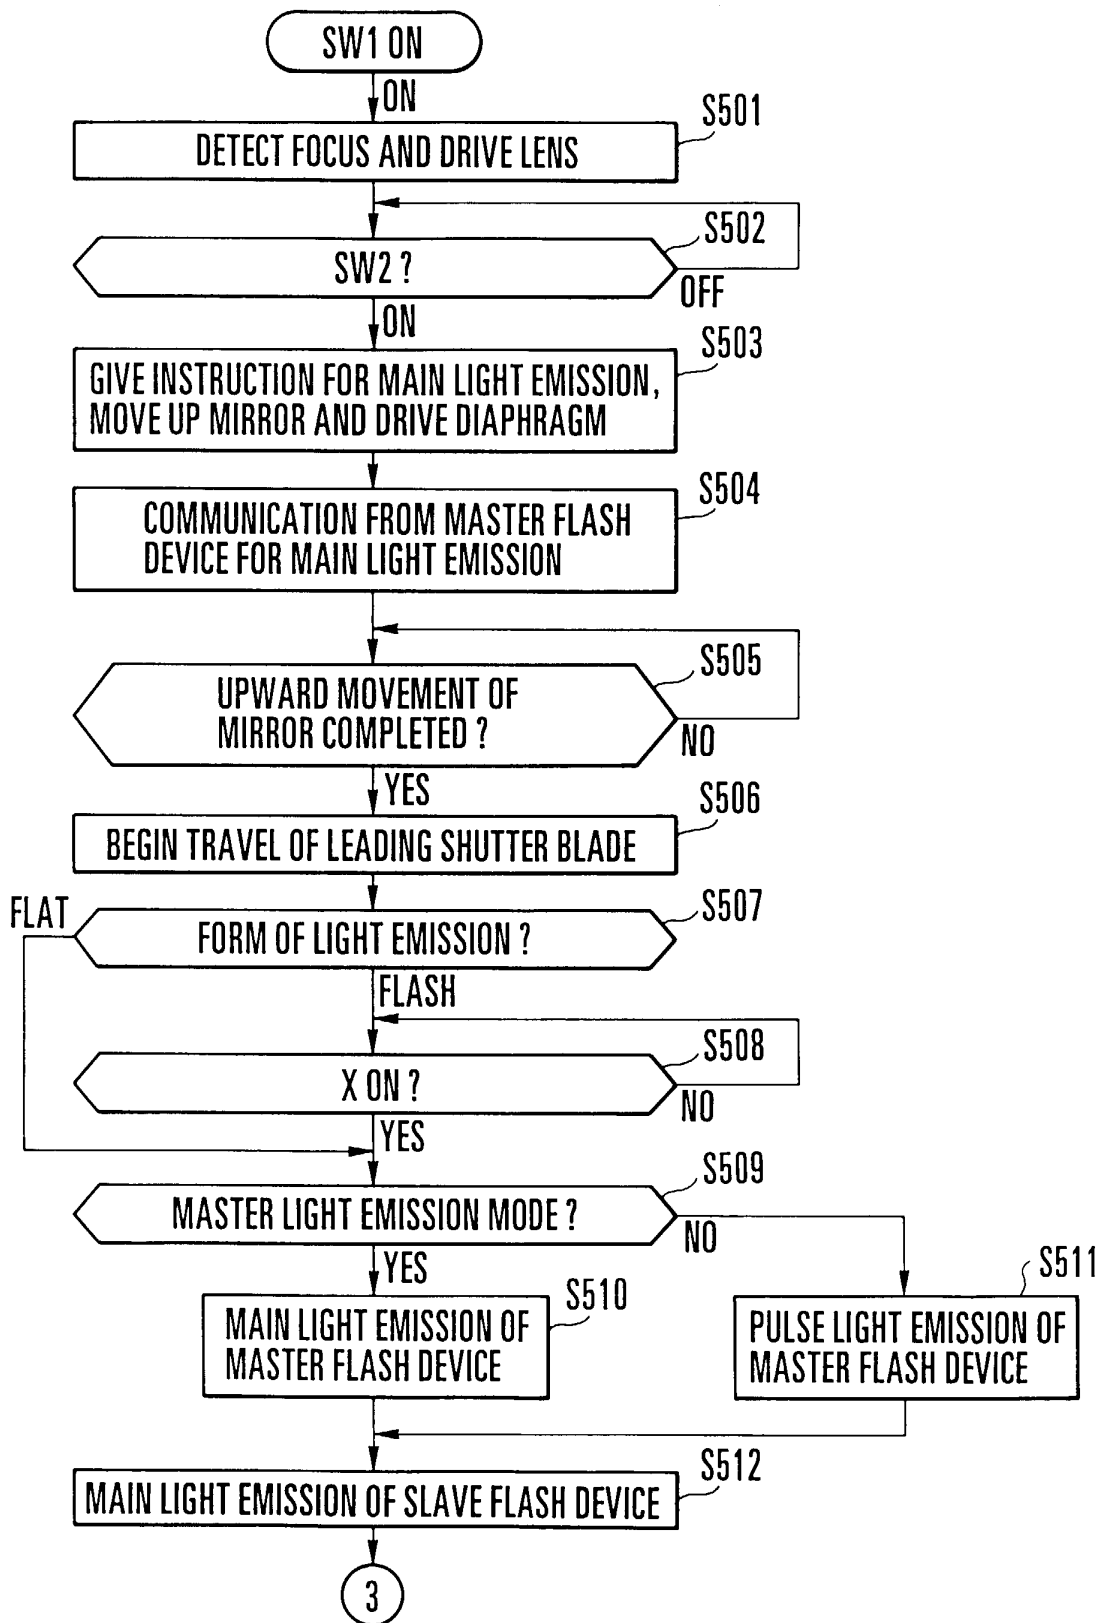 SW1 ON
ON
S501
DETECT FOCUS AND DRIVE LENS
S502
SW2 ?
OFF
ON
S503
GIVE INSTRUCTION FOR MAIN LIGHT EMISSION,
MOVE UP MIRROR AND DRIVE DIAPHRAGM
S504
COMMUNICATION FROM MASTER FLASH
DEVICE FOR MAIN LIGHT EMISSION
S505
UPWARD MOVEMENT OF
MIRROR COMPLETED ?
NO
YES
S506
BEGIN TRAVEL OF LEADING SHUTTER BLADE
FLAT
S507
FORM OF LIGHT EMISSION ?
FLASH
S508
X ON ?
NO
YES
S509
MASTER LIGHT EMISSION MODE ?
NO
YES
S510
MAIN LIGHT EMISSION OF
MASTER FLASH DEVICE
S511
PULSE LIGHT EMISSION OF
MASTER FLASH DEVICE
S512
MAIN LIGHT EMISSION OF SLAVE FLASH DEVICE
3